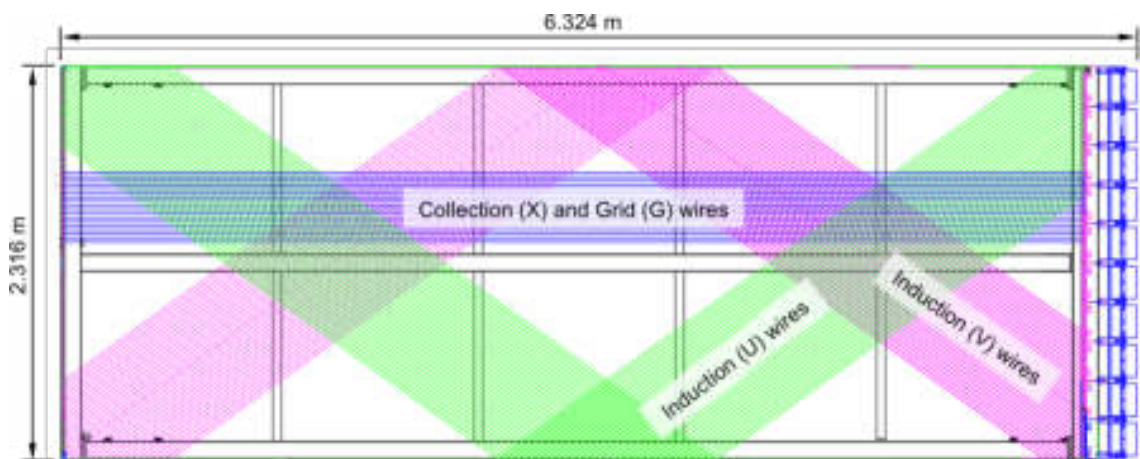 6.324 m
2.316 m
Collection (X) and Grid (G) wires
Induction (U) wires
Induction (V) wires